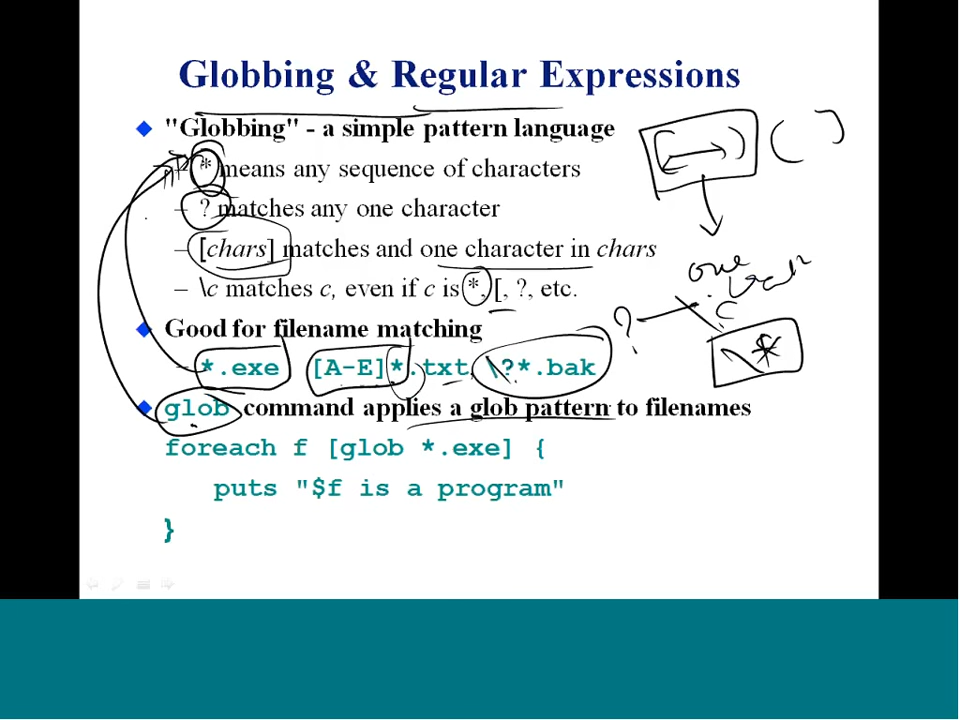 Globbing & Regular Expressions
"Globbing" - a simple pattern language
– * means any sequence of characters
– ? matches any one character
– [chars] matches and one character in chars
– \c matches c, even if c is *, [, ?, etc.
Good for filename matching
– *.exe [A-E]*.txt, \?*.bak
glob command applies a glob pattern to filenames
foreach f [glob *.exe] {
puts "$f is a program"
}
( ) ( )
one
?
\*